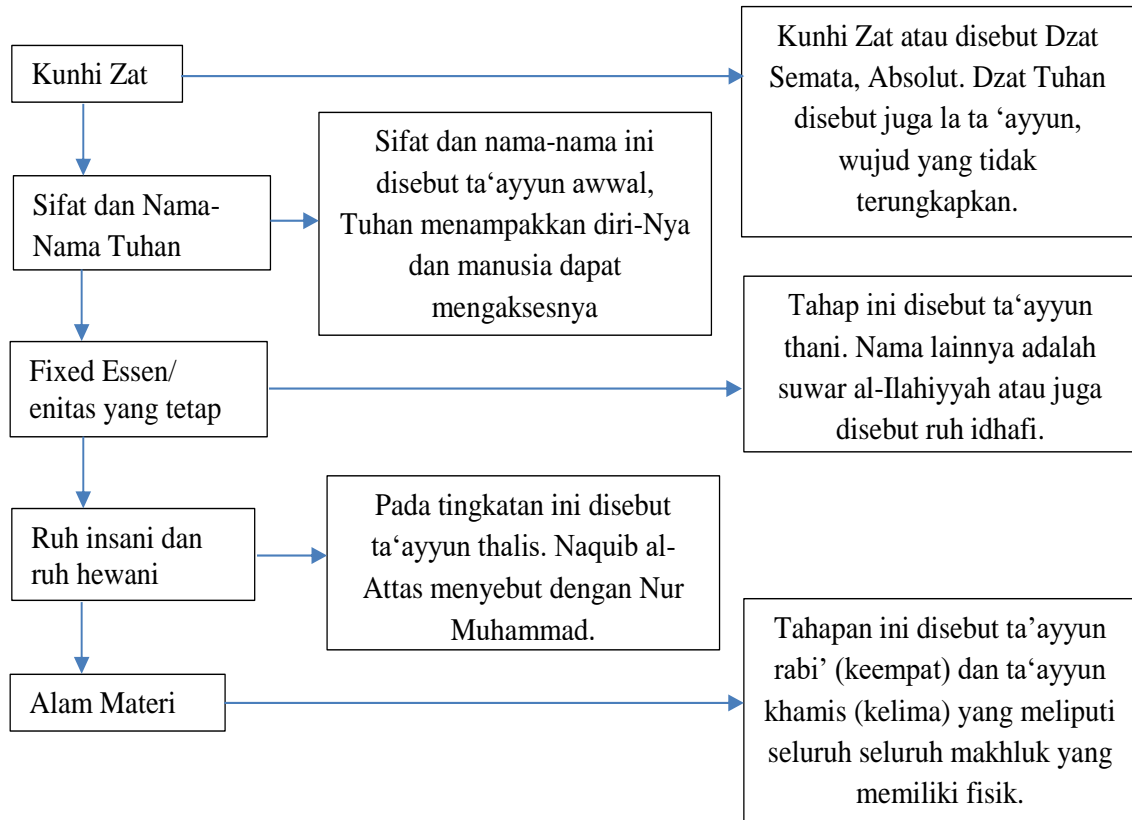 Kunhi Zat
Kunhi Zat atau disebut Dzat
Semata, Absolut. Dzat Tuhan
disebut juga la ta ‘ayyun,
wujud yang tidak
terungkapkan.
Sifat dan Nama-
Nama Tuhan
Sifat dan nama-nama ini
disebut ta‘ayyun awwal,
Tuhan menampakkan diri-Nya
dan manusia dapat
mengaksesnya
Fixed Essen/
enitas yang tetap
Tahap ini disebut ta‘ayyun
thani. Nama lainnya adalah
suwar al-Ilahiyyah atau juga
disebut ruh idhafi.
Ruh insani dan
ruh hewani
Pada tingkatan ini disebut
ta‘ayyun thalis. Naquib al-
Attas menyebut dengan Nur
Muhammad.
Alam Materi
Tahapan ini disebut ta’ayyun
rabi’ (keempat) dan ta‘ayyun
khamis (kelima) yang meliputi
seluruh seluruh makhluk yang
memiliki fisik.